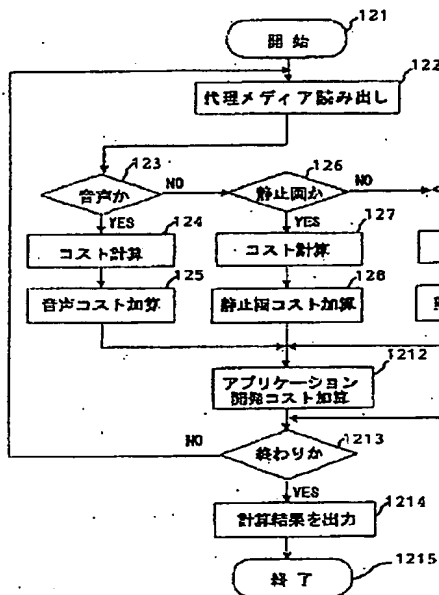 開始
121
122
代理メディア読み出し
123
126
音声か
NO
静止画か
NO
YES
124
YES
127
コスト計算
コスト計算
125
128
音声コスト加算
静止画コスト加算
1212
アプリケーション
開発コスト加算
NO
1213
終わりか
YES
1214
計算結果を出力
1215
終了